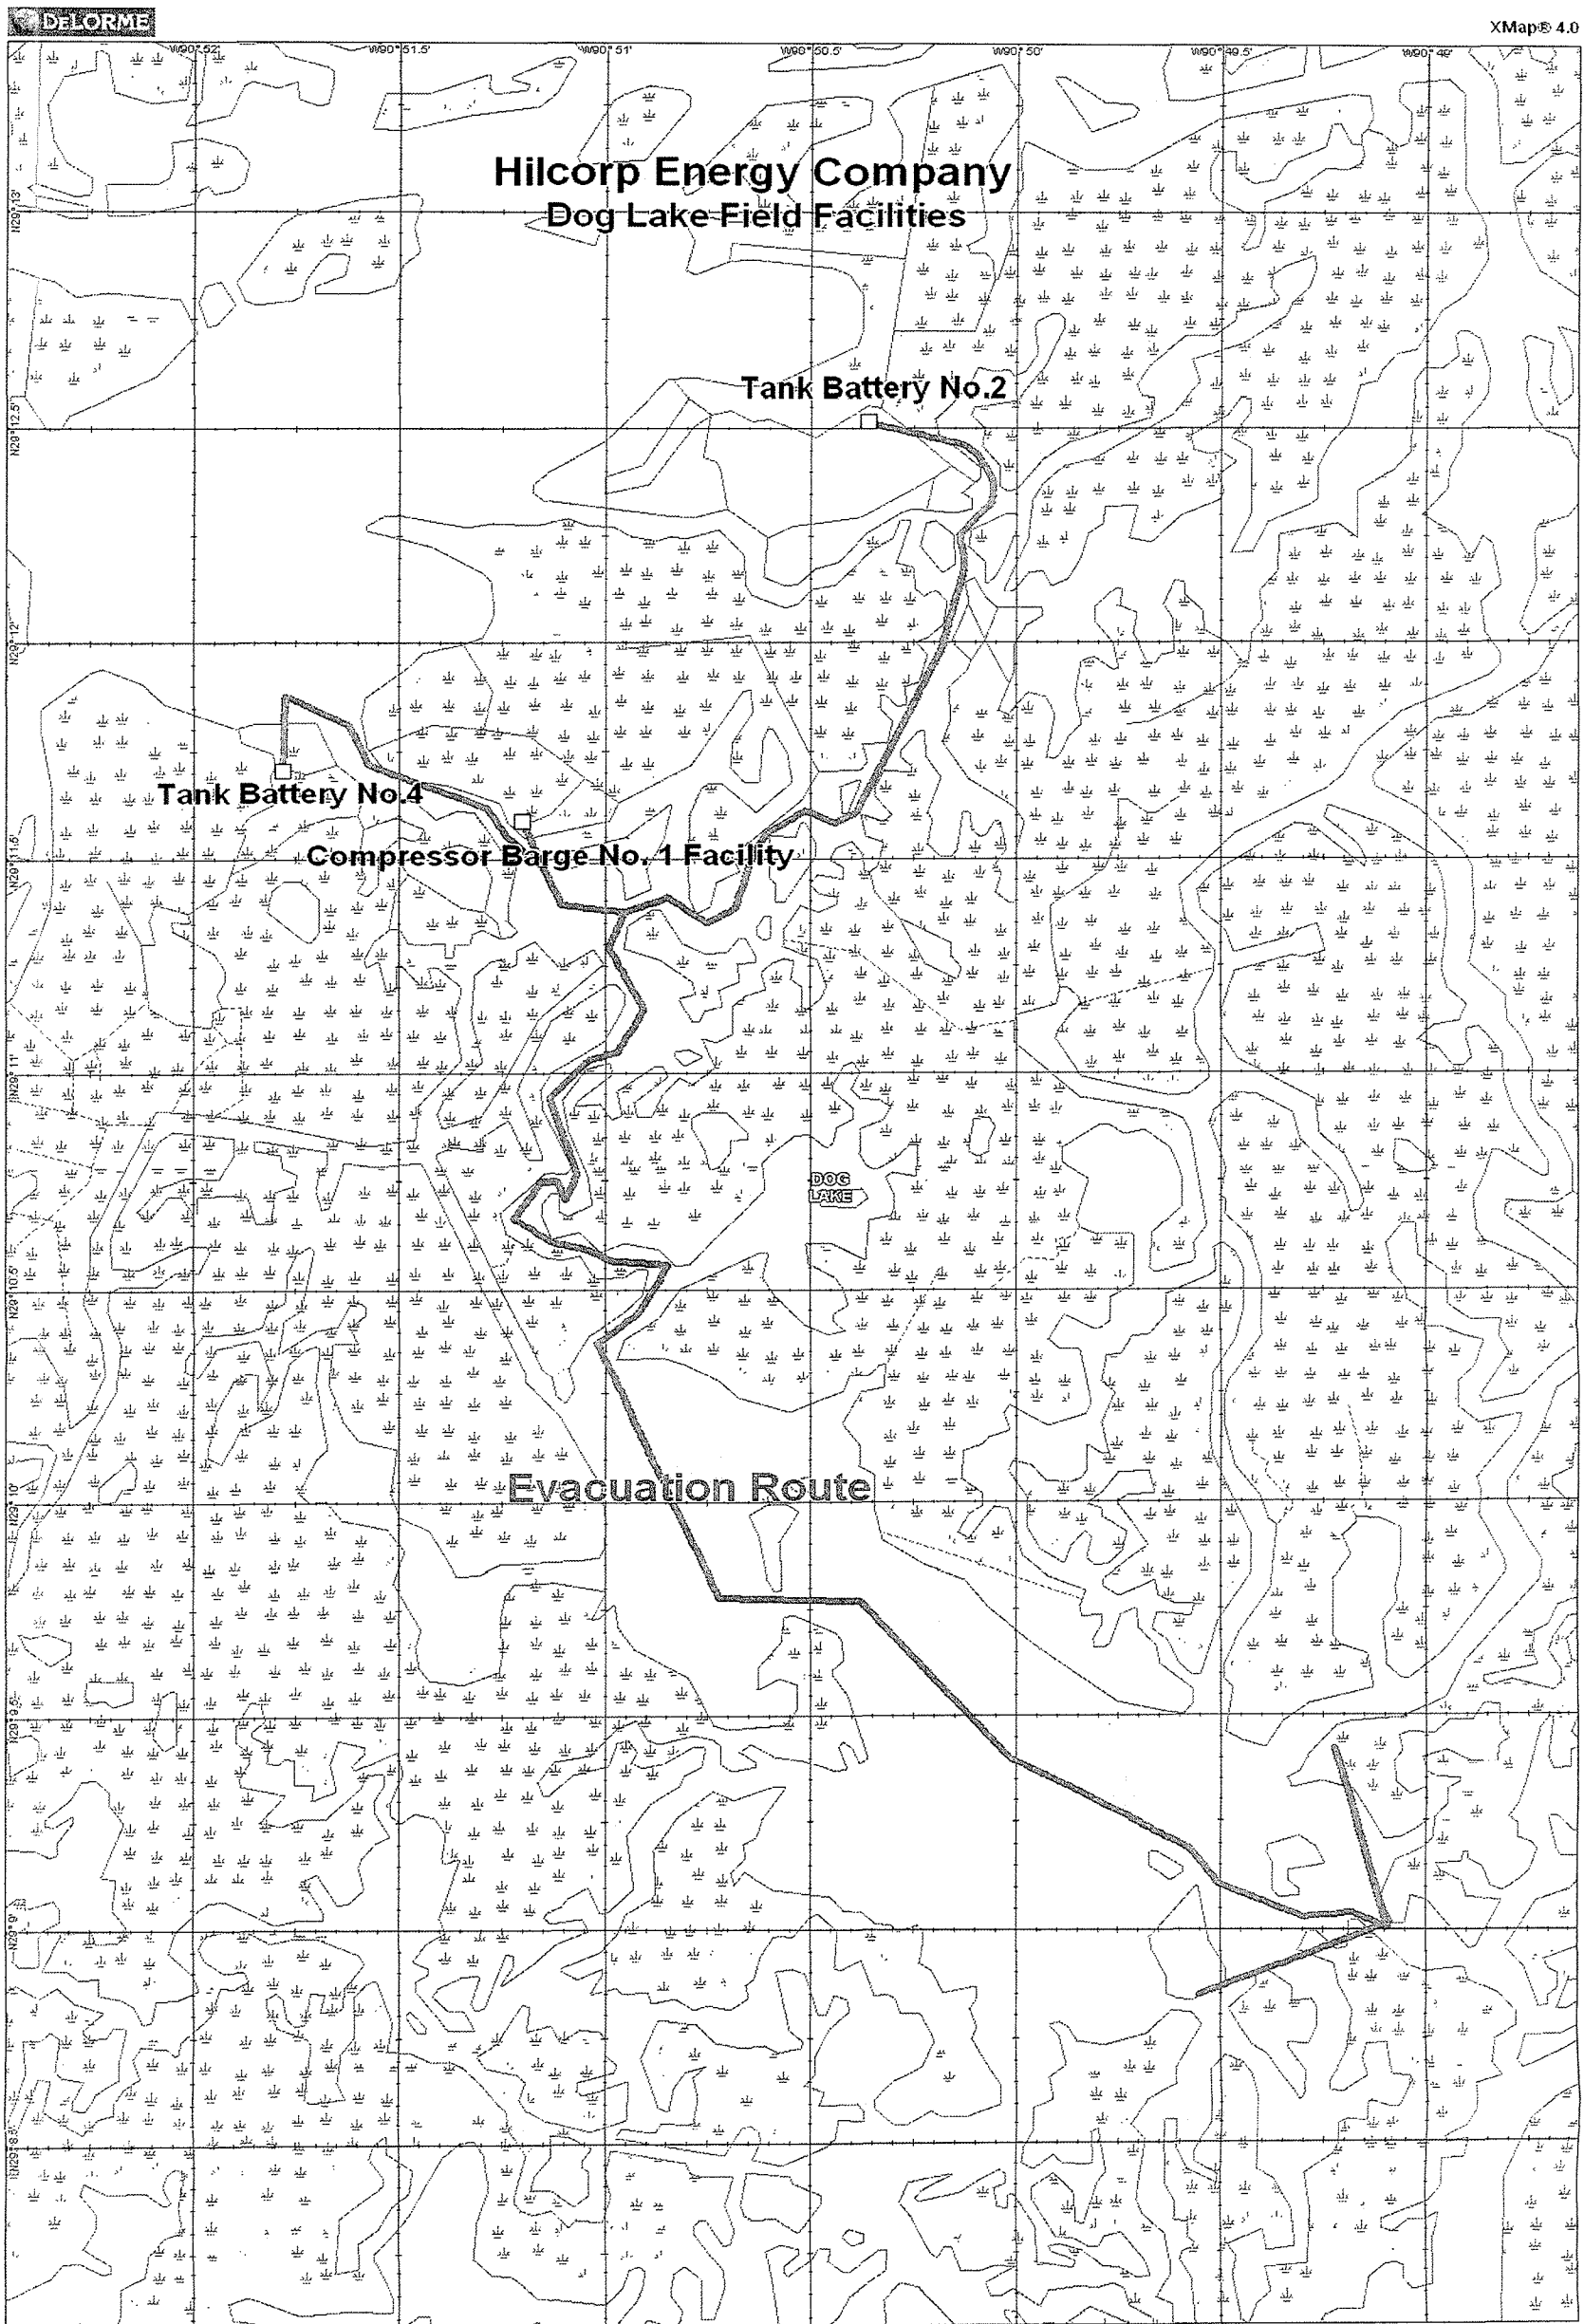 DELORME
XMap® 4.0
W90° 52'
W90° 51.5'
W90° 51'
W90° 50.5'
W90° 50'
W90° 49.5'
W90° 49'
Hilcorp Energy Company
N29° 13'
Dog Lake Field Facilities
Tank Battery No.2
N29° 12.5'
N29° 12'
Tank Battery No.4
N29° 11.5'
Compressor Barge No. 1 Facility
N29° 11'
DOG
LAKE
N29° 10.5'
Evacuation Route
N29° 10'
N29° 9.5'
N29° 9'
N29° 8.5'